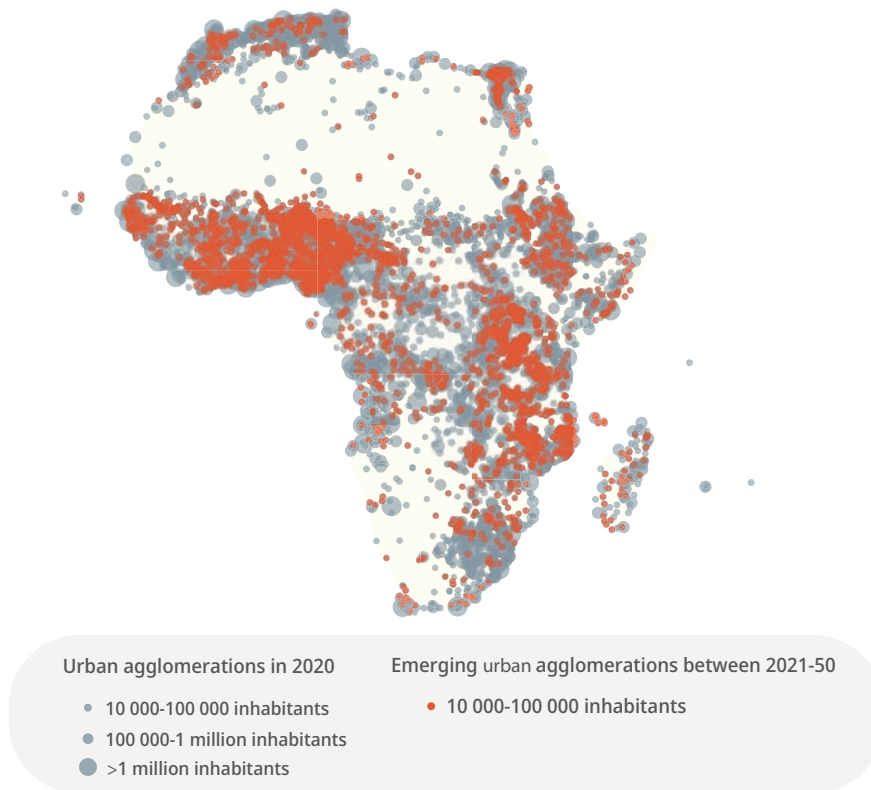 Urban agglomerations in 2020
10 000-100 000 inhabitants
100 000-1 million inhabitants
>1 million inhabitants
Emerging urban agglomerations between 2021-50
10 000-100 000 inhabitants